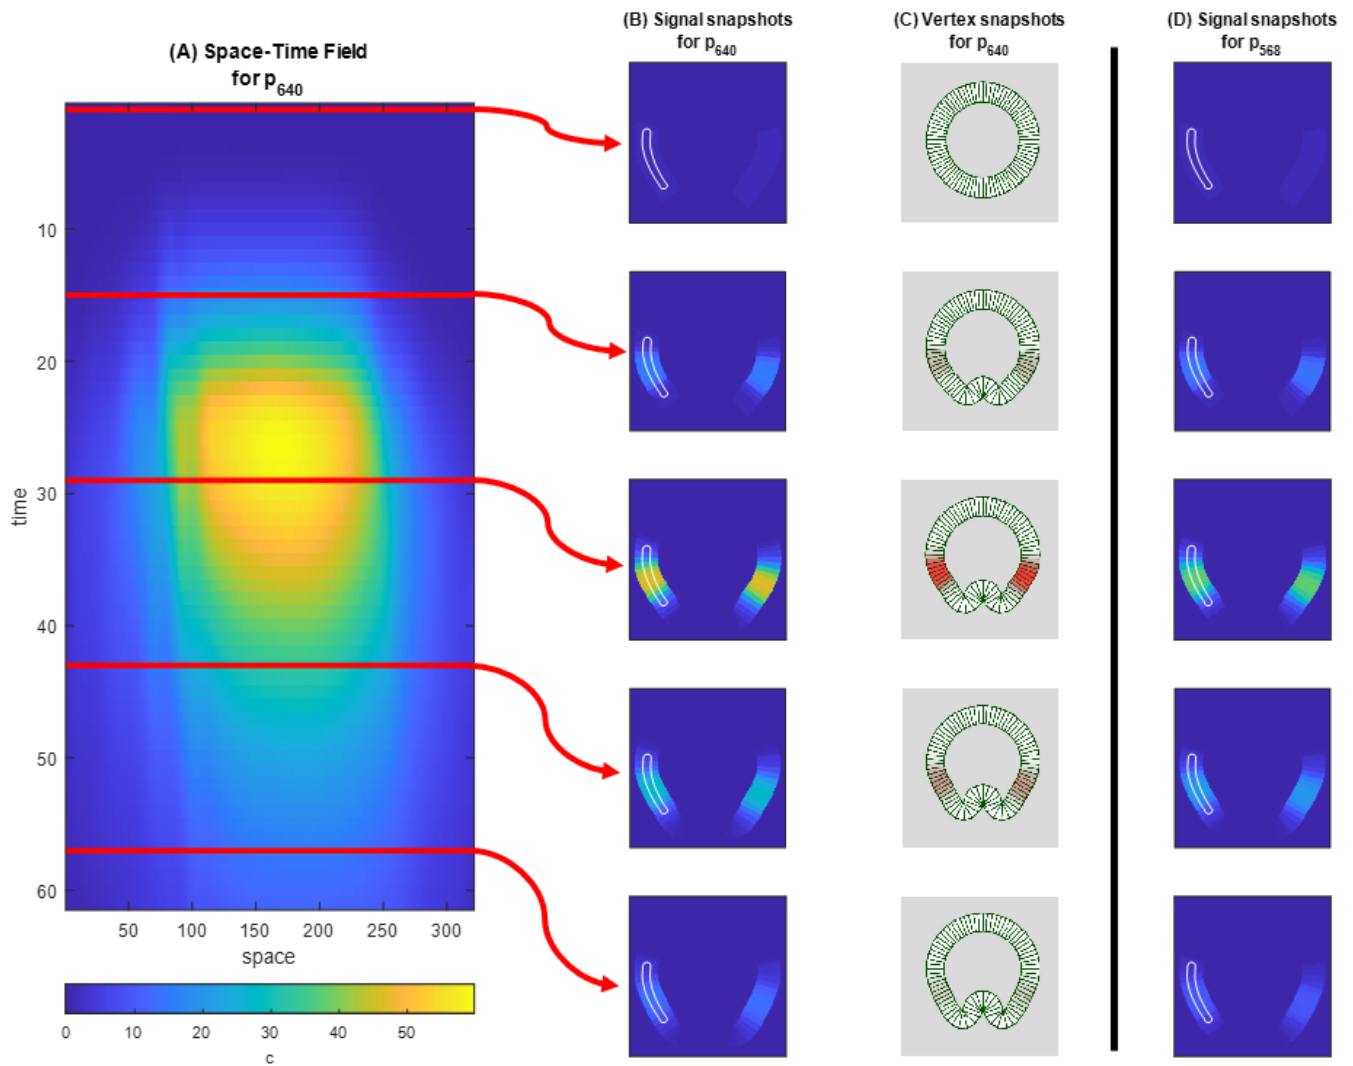 (A) Space-Time Field
for p640
(B) Signal snapshots
for p640
(C) Vertex snapshots
for p640
(D) Signal snapshots
for p568
time
10
20
30
40
50
60
50 100 150 200 250 300
space
0 10 20 30 40 50
c